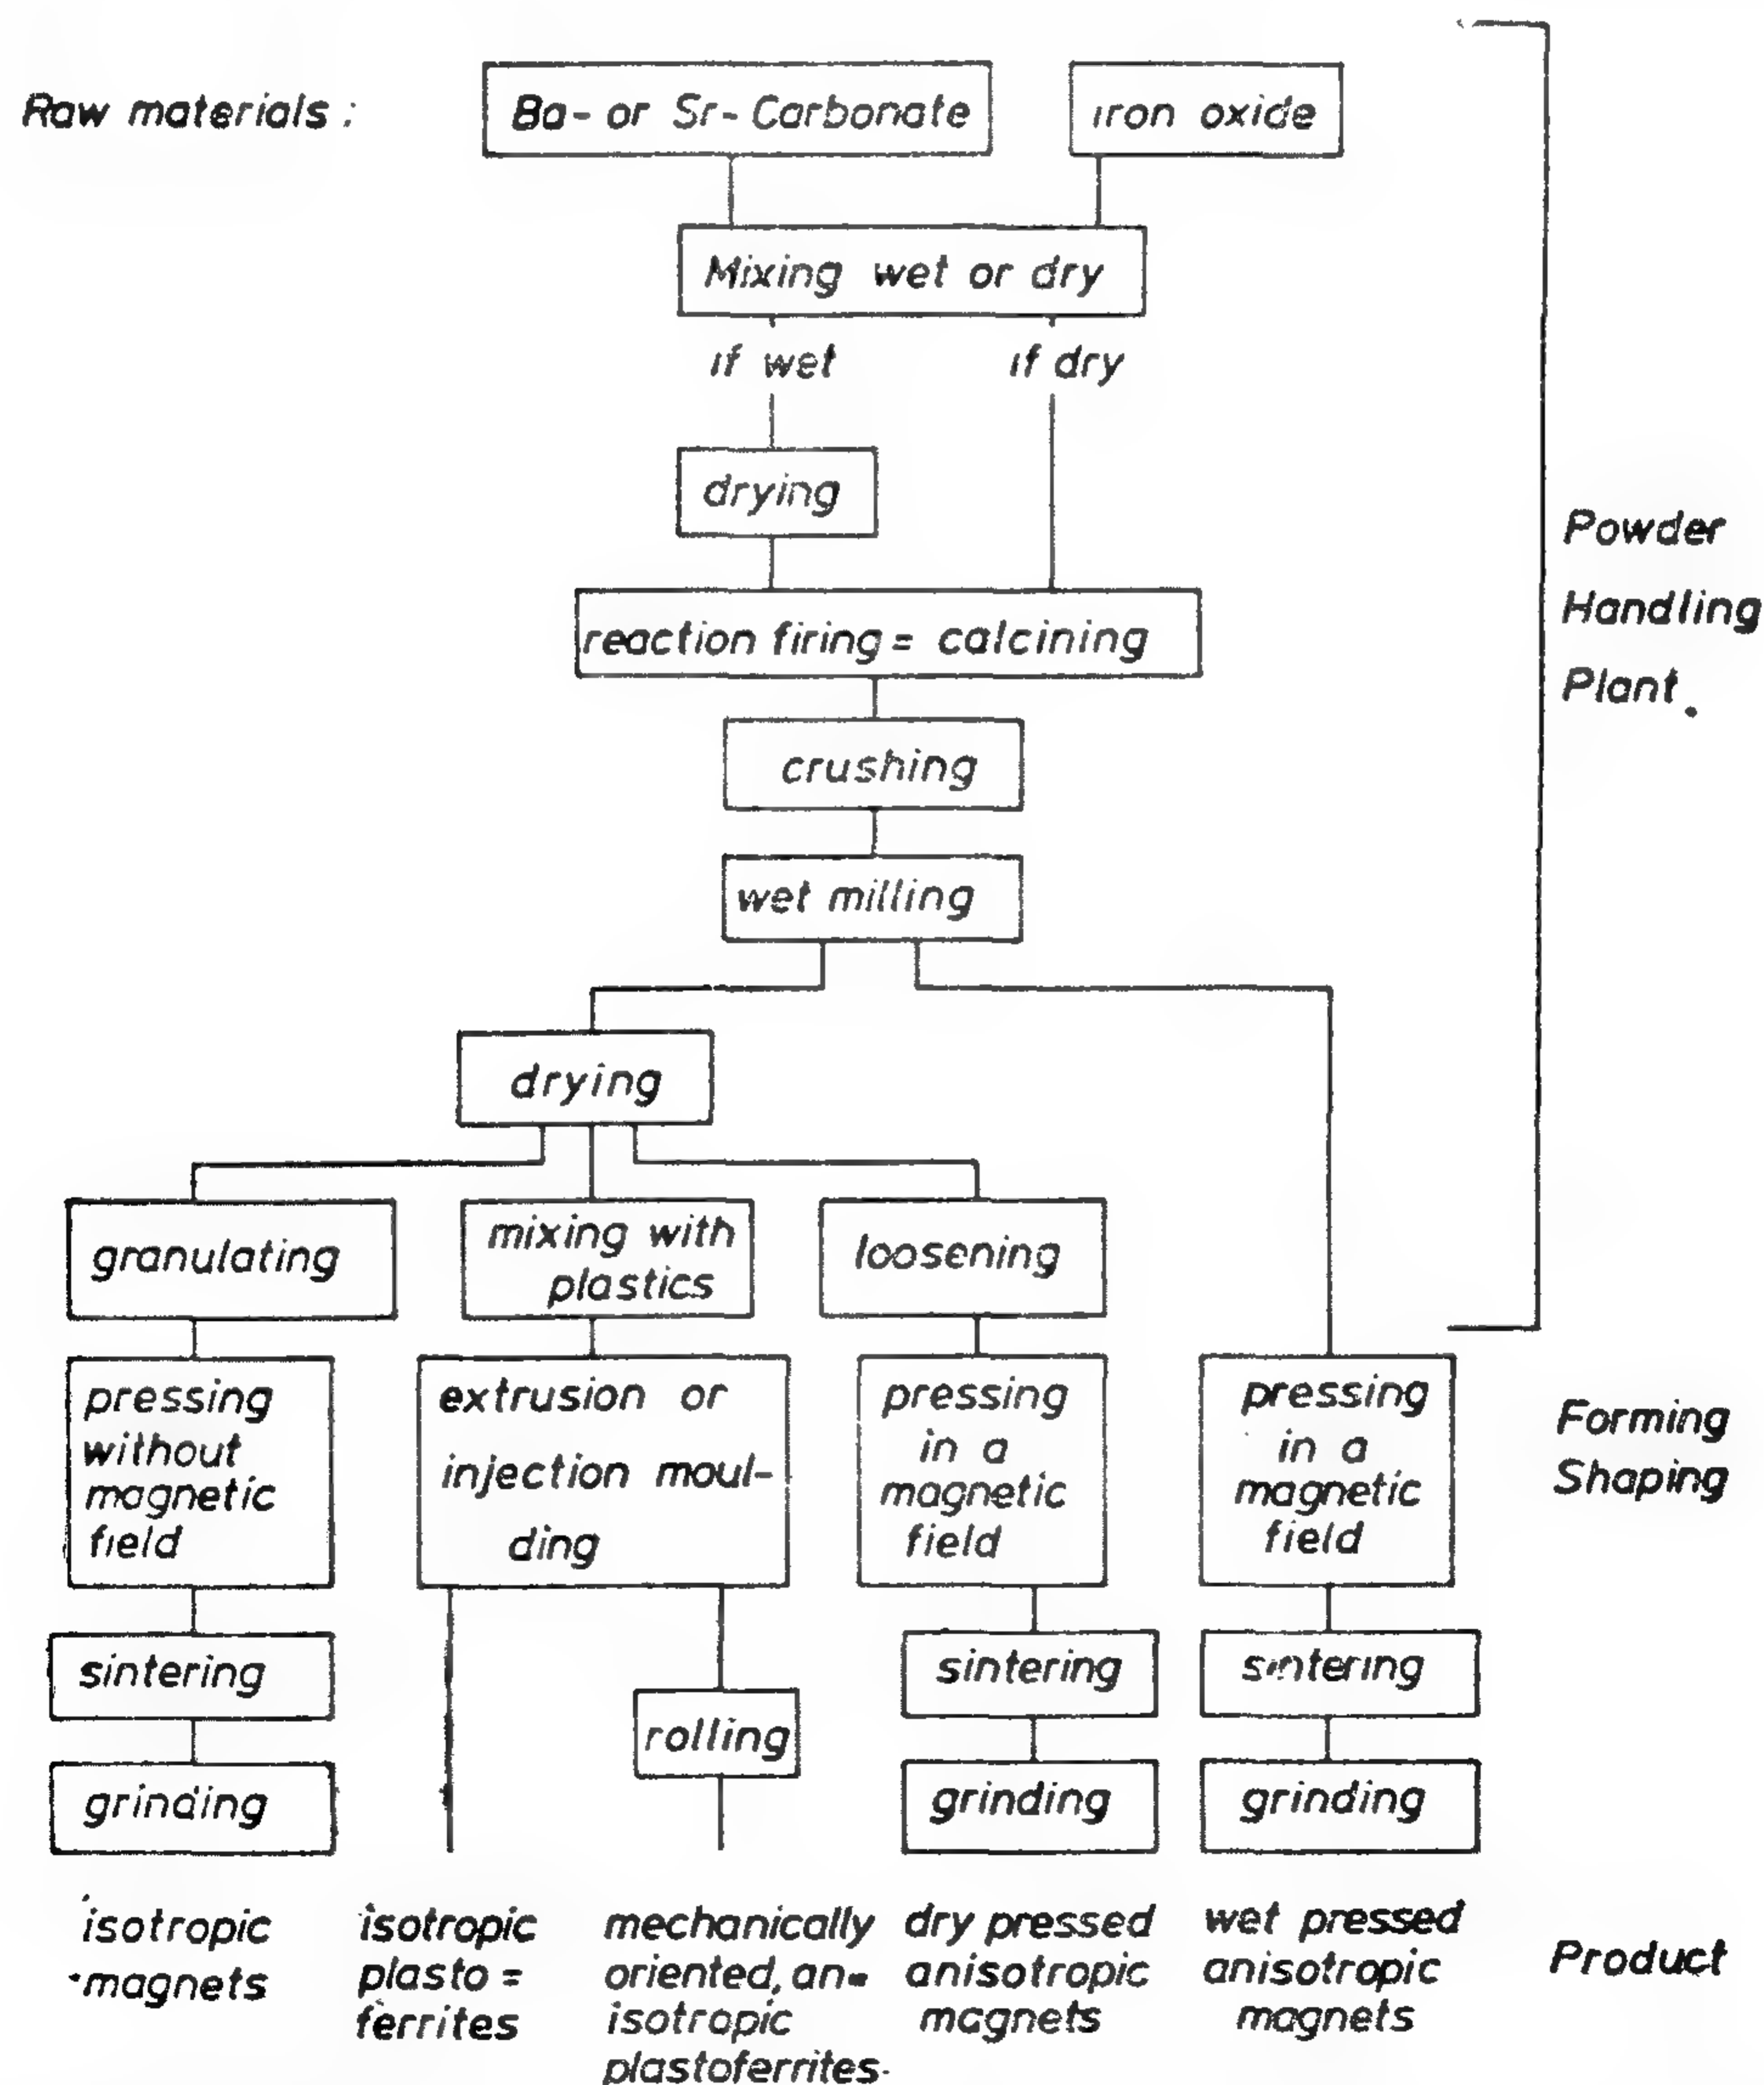 Raw materials :
Ba- or Sr- Carbonate
iron oxide
Mixing wet or dry
if wet
if dry
drying
reaction firing = calcining
crushing
wet milling
Powder
Handling
Plant.
drying
granulating
mixing with
plastics
loosening
pressing
without
magnetic
field
extrusion or
injection moul-
ding
pressing
in a
magnetic
field
pressing
in a
magnetic
field
Forming
Shaping
sintering
rolling
sintering
sintering
grinding
grinding
grinding
isotropic
magnets
isotropic
plasto=
ferrites
mechanically
oriented, an-
isotropic
plastoferrites.
dry pressed
anisotropic
magnets
wet pressed
anisotropic
magnets
Product